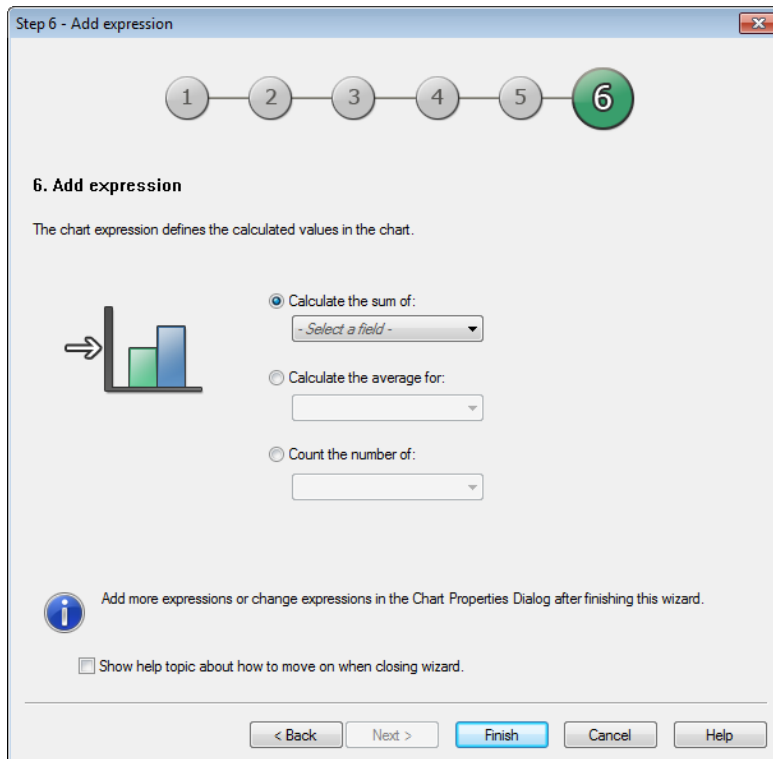 Step 6 - Add expression
1 2 3 4 5 6
6. Add expression
The chart expression defines the calculated values in the chart.
Calculate the sum of:
- Select a field -
Calculate the average for:
Count the number of:
Add more expressions or change expressions in the Chart Properties Dialog after finishing this wizard.
Show help topic about how to move on when closing wizard.
< Back Next > Finish Cancel Help